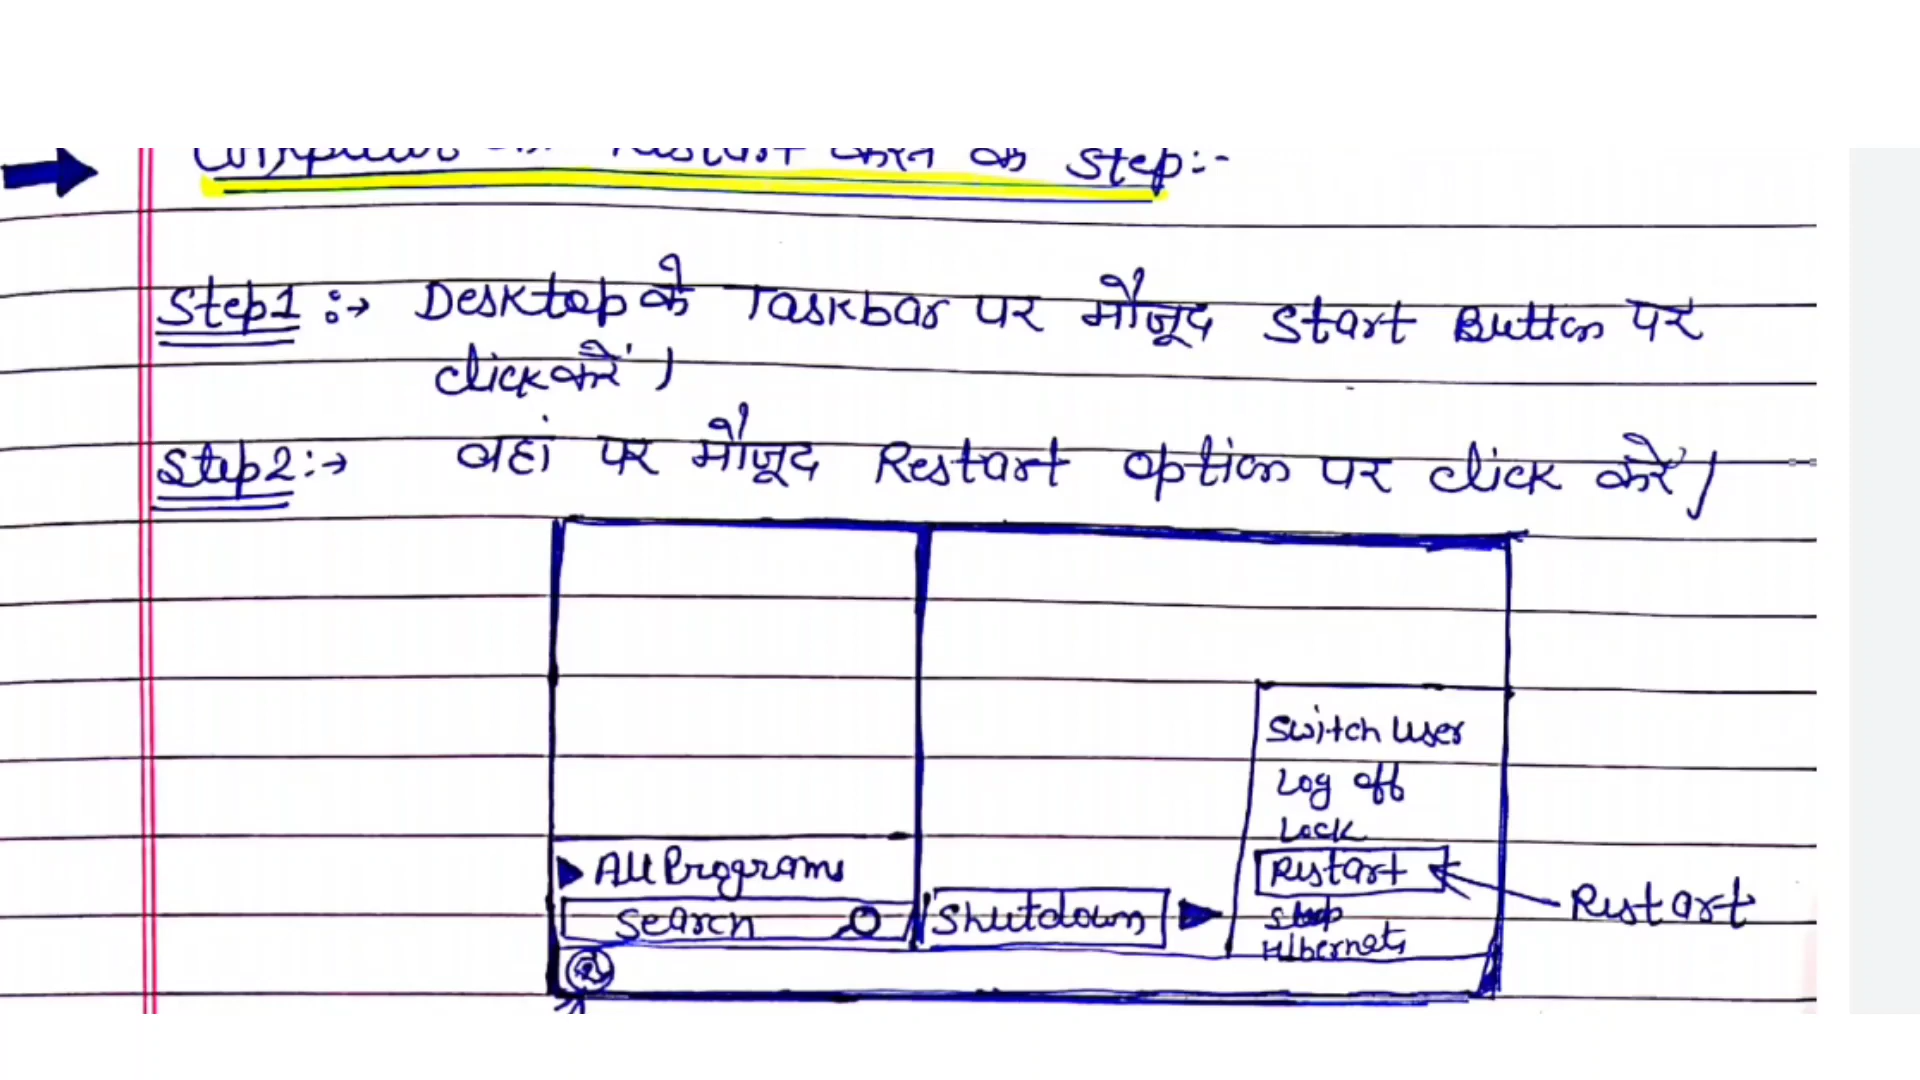 Step:-
Step1 :→ Desktop के Taskbar पर मौजूद Start Button पर
click करें।
Step2:→ वहां पर मौजूद Restart option पर click करें।
Switch User
Log off
Lock
All Programs
Restart
Restart
Search
Shutdown
Sleep